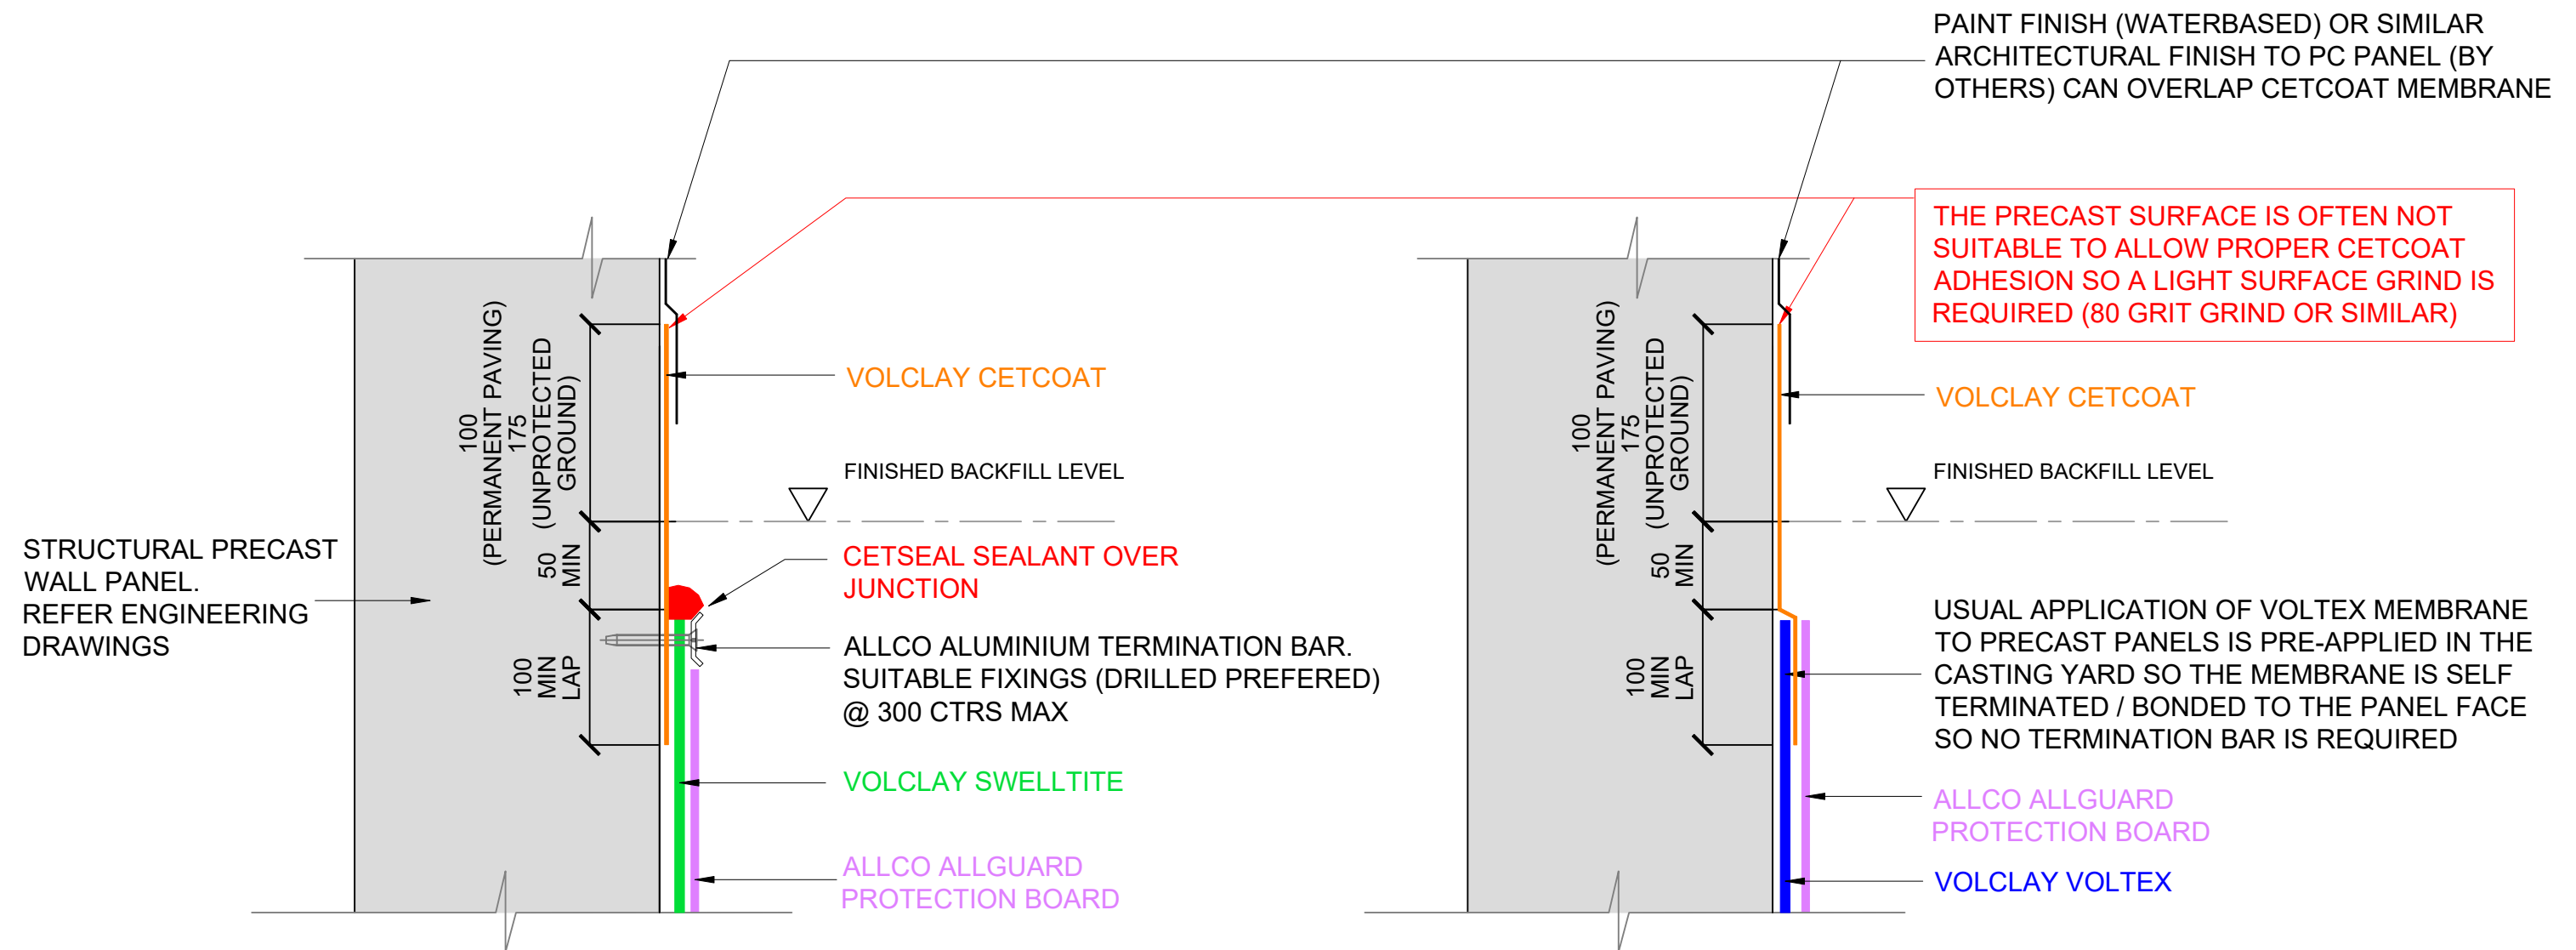 PAINT FINISH (WATERBASED) OR SIMILAR
ARCHITECTURAL FINISH TO PC PANEL (BY
OTHERS) CAN OVERLAP CETCOAT MEMBRANE
THE PRECAST SURFACE IS OFTEN NOT
SUITABLE TO ALLOW PROPER CETCOAT
ADHESION SO A LIGHT SURFACE GRIND IS
REQUIRED (80 GRIT GRIND OR SIMILAR)
STRUCTURAL PRECAST
WALL PANEL.
REFER ENGINEERING
DRAWINGS
100
(PERMANENT PAVING)
175
(UNPROTECTED
GROUND)
50
MIN
100
MIN
LAP
VOLCLAY CETCOAT
FINISHED BACKFILL LEVEL
CETSEAL SEALANT OVER
JUNCTION
ALLCO ALUMINIUM TERMINATION BAR.
SUITABLE FIXINGS (DRILLED PREFERED)
@ 300 CTRS MAX
VOLCLAY SWELLTITE
ALLCO ALLGUARD
PROTECTION BOARD
100
(PERMANENT PAVING)
175
(UNPROTECTED
GROUND)
50
MIN
100
MIN
LAP
VOLCLAY CETCOAT
FINISHED BACKFILL LEVEL
USUAL APPLICATION OF VOLTEX MEMBRANE
TO PRECAST PANELS IS PRE-APPLIED IN THE
CASTING YARD SO THE MEMBRANE IS SELF
TERMINATED / BONDED TO THE PANEL FACE
SO NO TERMINATION BAR IS REQUIRED
ALLCO ALLGUARD
PROTECTION BOARD
VOLCLAY VOLTEX